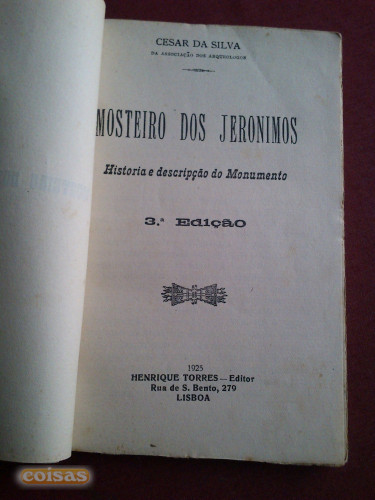 CESAR DA SILVA
DA ASSOCIAÇÃO DOS ARQUEOLOGOS
MOSTEIRO DOS JERONIMOS
Historia e descripção do Monumento
3.ª Edição
1925
HENRIQUE TORRES — Editor
Rua de S. Bento, 279
LISBOA
coisas